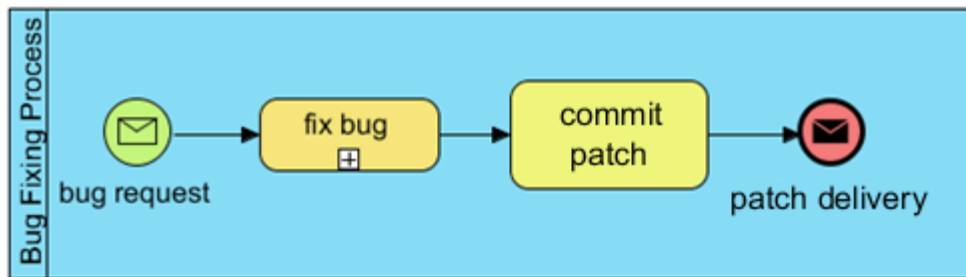 Bug Fixing Process
bug request
fix bug
commit
patch
patch delivery